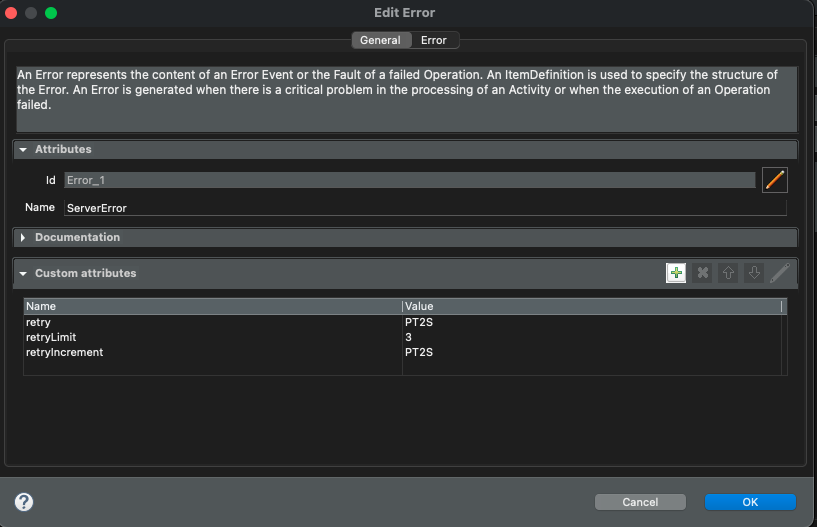 Edit Error
General Error
An Error represents the content of an Error Event or the Fault of a failed Operation. An ItemDefinition is used to specify the structure of
the Error. An Error is generated when there is a critical problem in the processing of an Activity or when the execution of an Operation
failed.
Attributes
Id Error_1
Name ServerError
Documentation
Custom attributes
Name Value
retry PT2S
retryLimit 3
retryIncrement PT2S
? Cancel OK